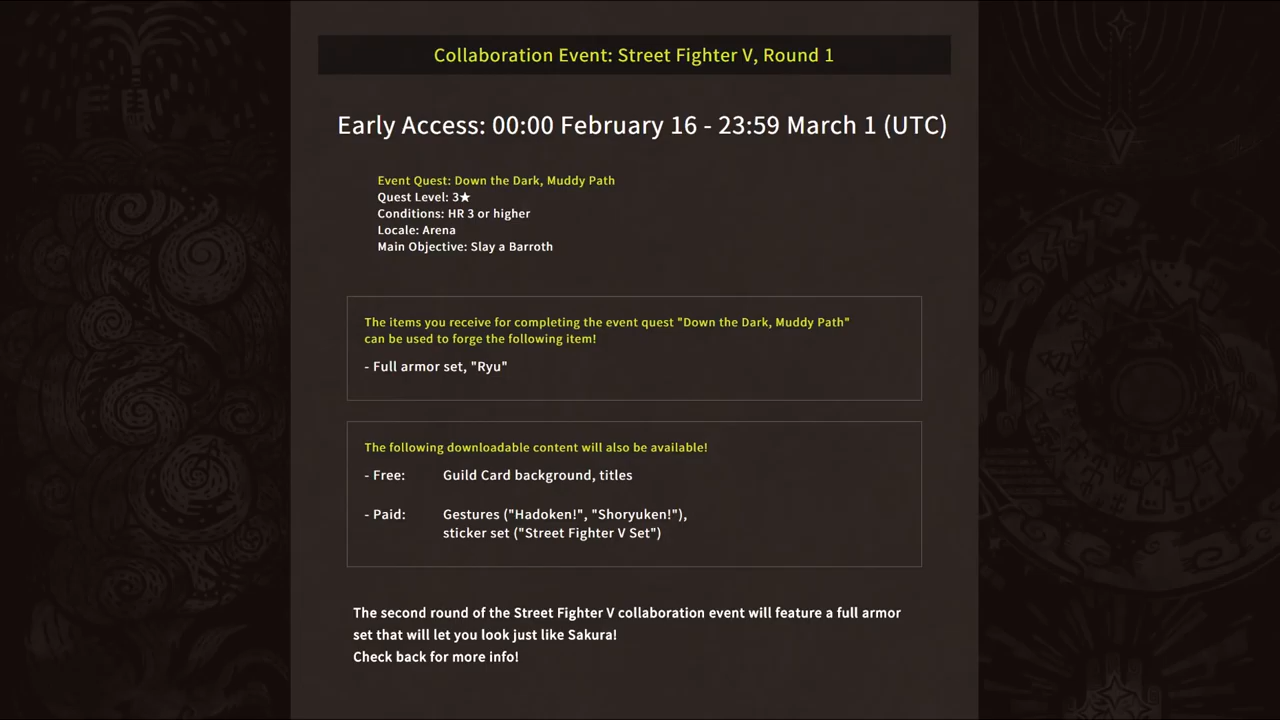 Collaboration Event: Street Fighter V, Round 1
Early Access: 00:00 February 16 - 23:59 March 1 (UTC)
Event Quest: Down the Dark, Muddy Path
Quest Level: 3★
Conditions: HR 3 or higher
Locale: Arena
Main Objective: Slay a Barroth
The items you receive for completing the event quest "Down the Dark, Muddy Path"
can be used to forge the following item!
- Full armor set, "Ryu"
The following downloadable content will also be available!
- Free: Guild Card background, titles
- Paid: Gestures ("Hadoken!", "Shoryuken!"),
sticker set ("Street Fighter V Set")
The second round of the Street Fighter V collaboration event will feature a full armor
set that will let you look just like Sakura!
Check back for more info!